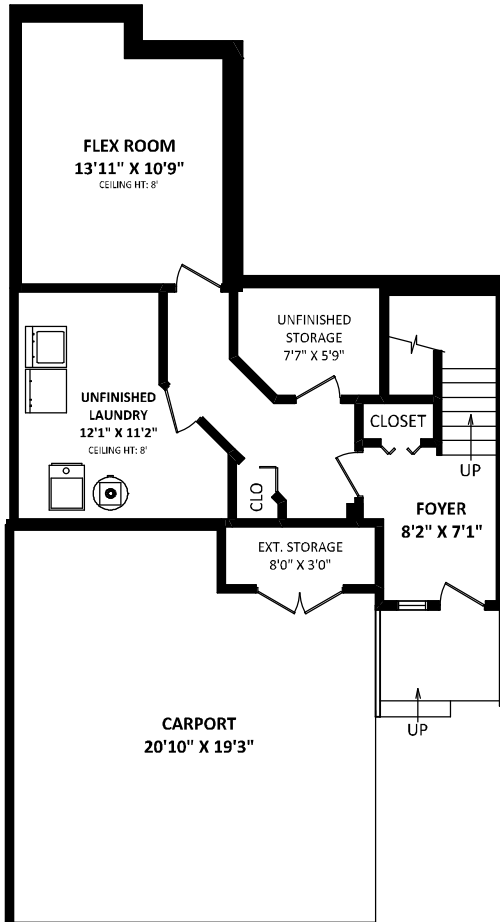 FLEX ROOM
13'11" X 10'9"
CEILING HT: 8'
UNFINISHED
STORAGE
7'7" X 5'9"
UNFINISHED
LAUNDRY
12'1" X 11'2"
CEILING HT: 8'
CLOSET
UP
CLO
FOYER
8'2" X 7'1"
EXT. STORAGE
8'0" X 3'0"
CARPORT
20'10" X 19'3"
UP